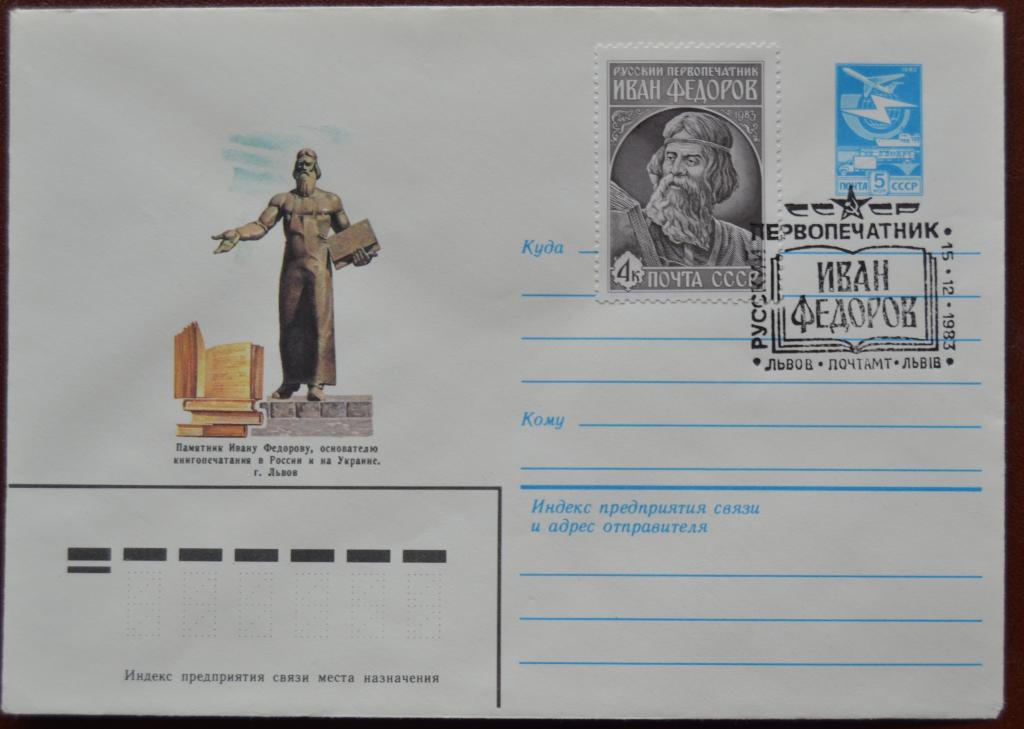 РУССКИЙ ПЕРВОПЕЧАТНИК
ИВАН ФЕДОРОВ
1983
4к ПОЧТА СССР
1982
ПОЧТА 5 КОП СССР
РУССКИЙ ПЕРВОПЕЧАТНИК • 15 • 12 • 1983
ИВАН
ФЕДОРОВ
• ЛЬВОВ • ПОЧТАМТ • ЛЬВІВ •
Куда
Кому
Памятник Ивану Федорову, основателю
книгопечатания в России и на Украине.
г. Львов
Индекс предприятия связи
и адрес отправителя
Индекс предприятия связи места назначения